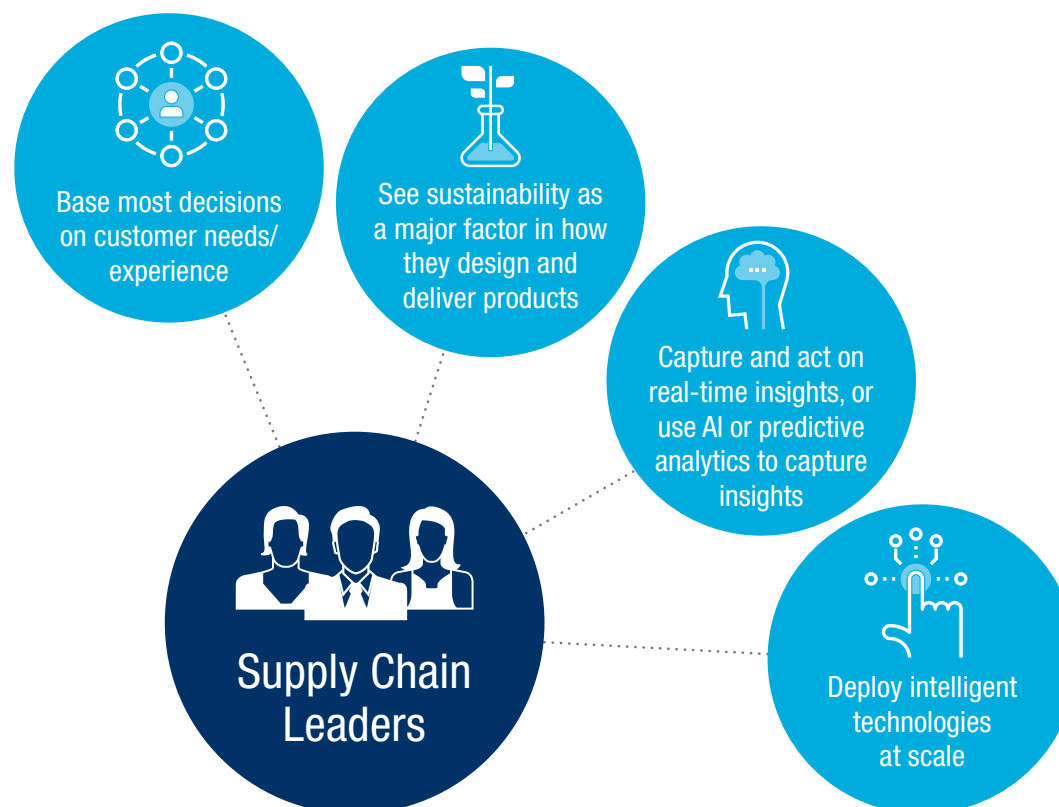 Base most decisions
on customer needs/
experience
See sustainability as
a major factor in how
they design and
deliver products
Capture and act on
real-time insights, or
use AI or predictive
analytics to capture
insights
Deploy intelligent
technologies
at scale
Supply Chain
Leaders